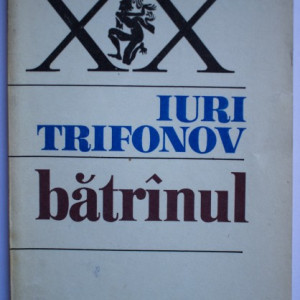 XX
IURI
TRIFONOV
bătrînul